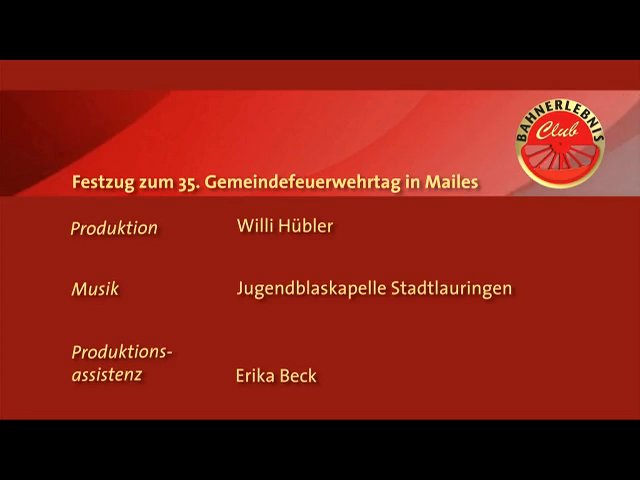 BAHNERLEBNIS
Club
Festzug zum 35. Gemeindefeuerwehrtag in Mailes
Produktion Willi Hübler
Musik Jugendblaskapelle Stadtlauringen
Produktions-
assistenz Erika Beck